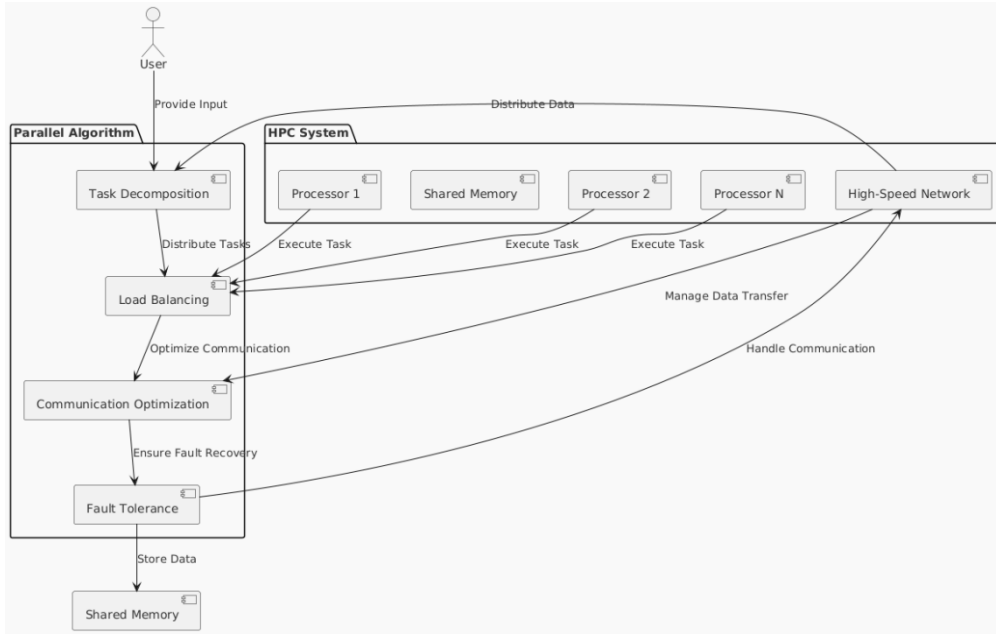 User
Provide Input
Distribute Data
Parallel Algorithm
HPC System
Task Decomposition
Processor 1
Shared Memory
Processor 2
Processor N
High-Speed Network
Distribute Tasks
Execute Task
Execute Task
Execute Task
Load Balancing
Manage Data Transfer
Optimize Communication
Handle Communication
Communication Optimization
Ensure Fault Recovery
Fault Tolerance
Store Data
Shared Memory